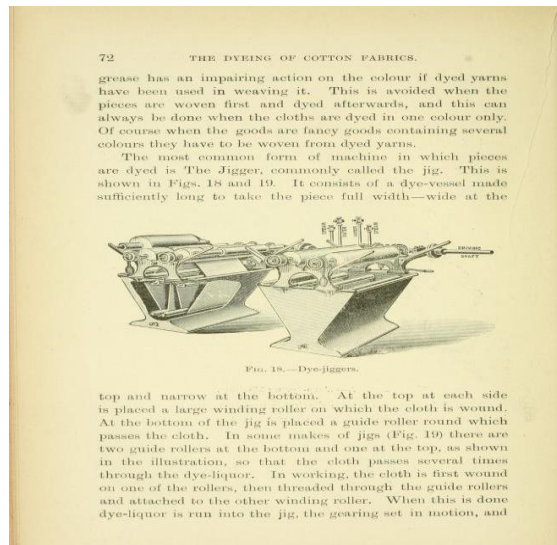 72 THE DYEING OF COTTON FABRICS.
grease has an impairing action on the colour if dyed yarns
have been used in weaving it. This is avoided when the
pieces are woven first and dyed afterwards, and this can
always be done when the cloths are dyed in one colour only.
Of course when the goods are fancy goods containing several
colours they have to be woven from dyed yarns.
The most common form of machine in which pieces
are dyed is The Jigger, commonly called the jig. This is
shown in Figs. 18 and 19. It consists of a dye-vessel made
sufficiently long to take the piece full width—wide at the
DRIVING
SHAFT
Fig. 18.—Dye-jiggers.
top and narrow at the bottom. At the top at each side
is placed a large winding roller on which the cloth is wound.
At the bottom of the jig is placed a guide roller round which
passes the cloth. In some makes of jigs (Fig. 19) there are
two guide rollers at the bottom and one at the top, as shown
in the illustration, so that the cloth passes several times
through the dye-liquor. In working, the cloth is first wound
on one of the rollers, then threaded through the guide rollers
and attached to the other winding roller. When this is done
dye-liquor is run into the jig, the gearing set in motion, and